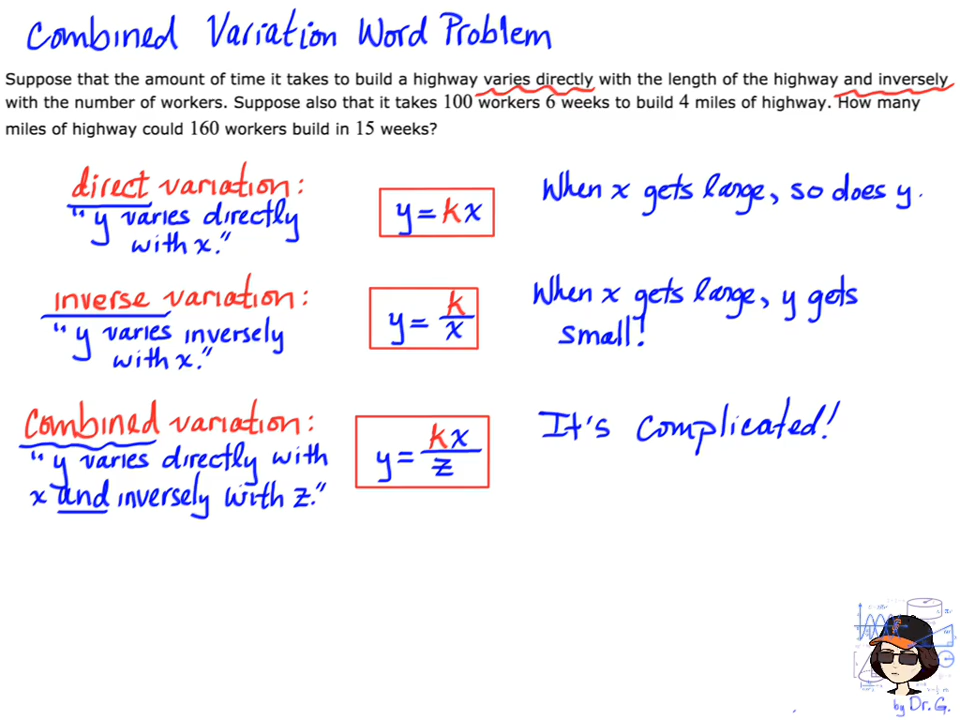 Combined Variation Word Problem
Suppose that the amount of time it takes to build a highway varies directly with the length of the highway and inversely
with the number of workers. Suppose also that it takes 100 workers 6 weeks to build 4 miles of highway. How many
miles of highway could 160 workers build in 15 weeks?
direct variation:
"y varies directly
with x."
y = kx
When x gets large, so does y.
inverse variation:
"y varies inversely
with x."
y = k/x
When x gets large, y gets
small!
combined variation:
"y varies directly with
x and inversely with z."
y = kx/z
It's complicated!
by Dr. G.